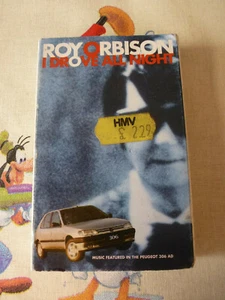 ROY ORBISON
I DROVE ALL NIGHT
HMV
£ 2.29
MUSIC FEATURED IN THE PEUGEOT 306 AD